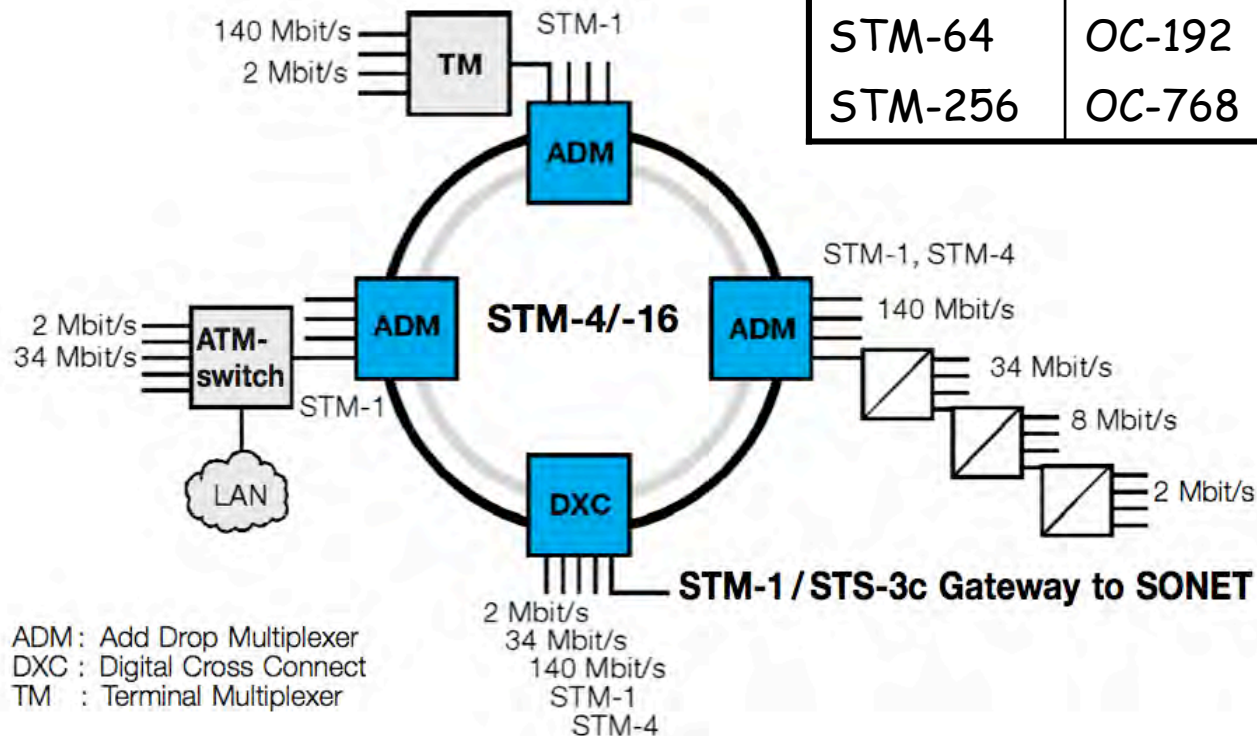 140 Mbit/s
2 Mbit/s
TM
STM-1
STM-64 OC-192
STM-256 OC-768
ADM
STM-1, STM-4
140 Mbit/s
ADM
STM-4/-16
ADM
2 Mbit/s
34 Mbit/s
ATM-
switch
STM-1
LAN
34 Mbit/s
8 Mbit/s
2 Mbit/s
DXC
STM-1/STS-3c Gateway to SONET
2 Mbit/s
34 Mbit/s
140 Mbit/s
STM-1
STM-4
ADM : Add Drop Multiplexer
DXC : Digital Cross Connect
TM : Terminal Multiplexer